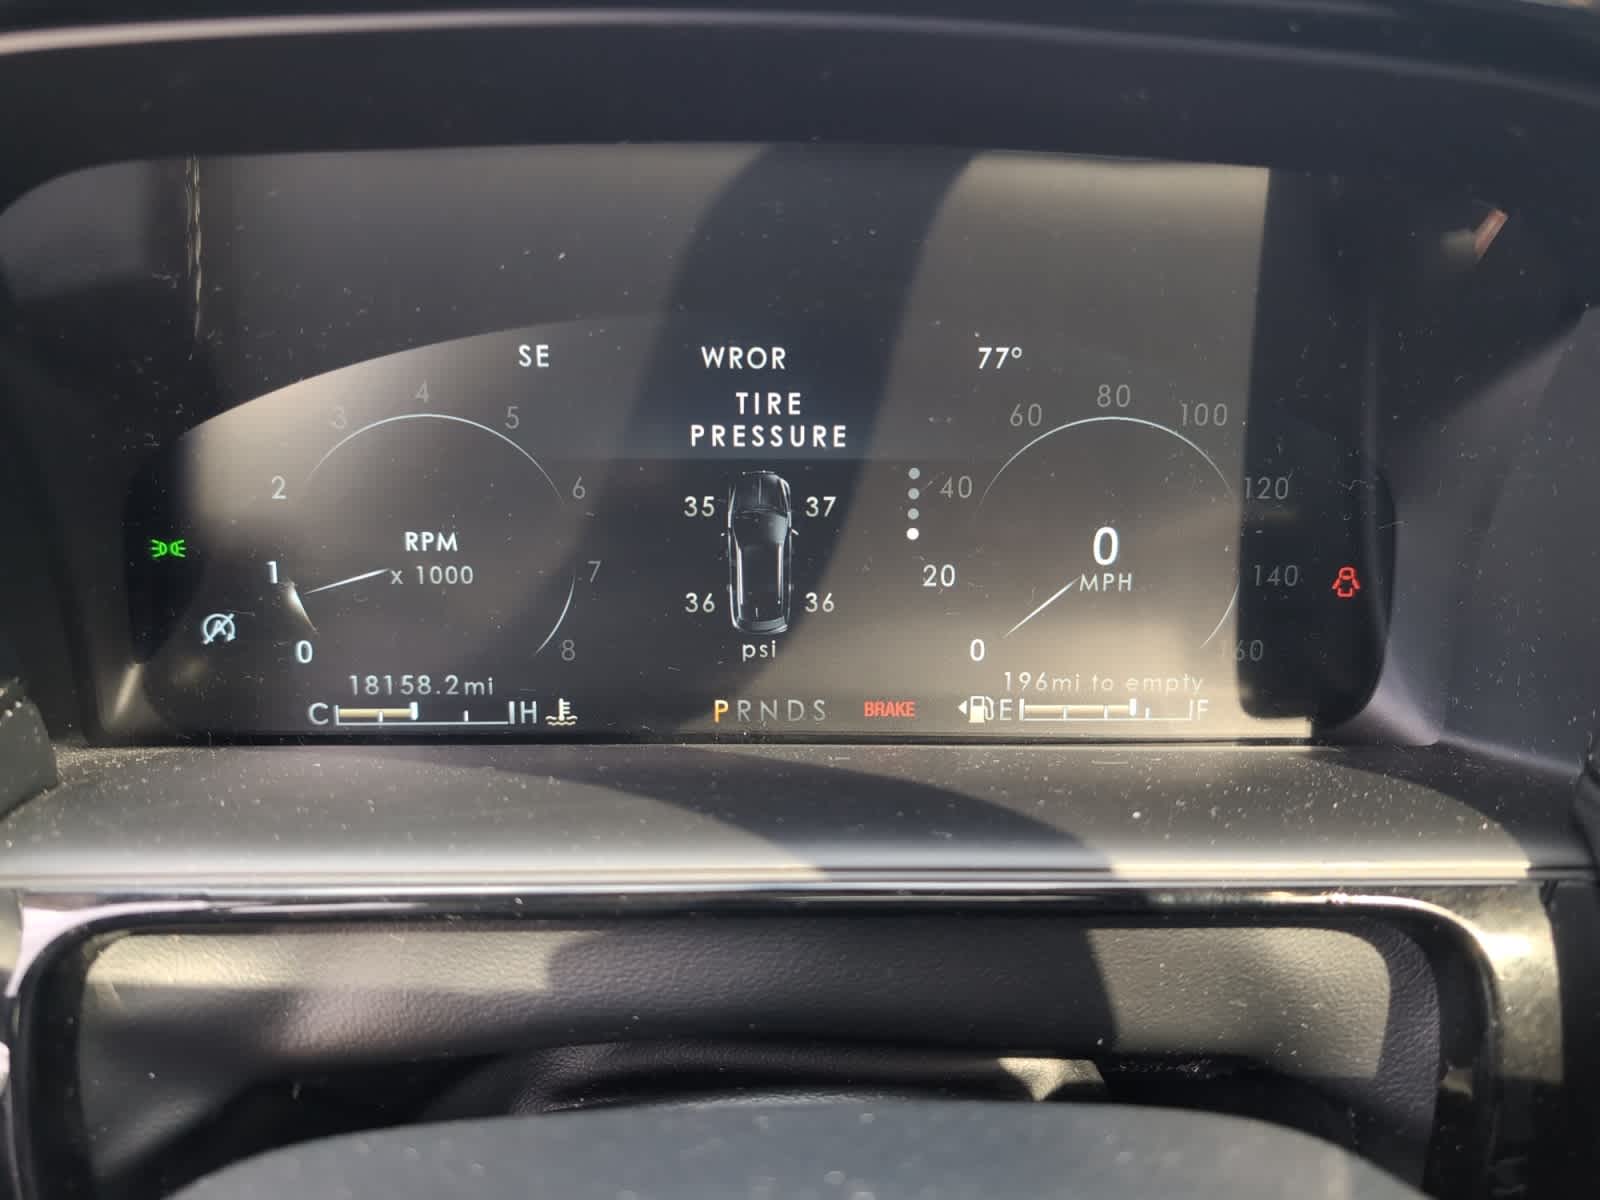 SE WROR 77°
TIRE
PRESSURE
4
3 5
2 6
1 7
0 8
RPM
x 1000
35 37
36 36
psi
80
60 100
40 120
20 140
0 160
0
MPH
18158.2mi
196mi to empty
C H
PRNDS
BRAKE
E F